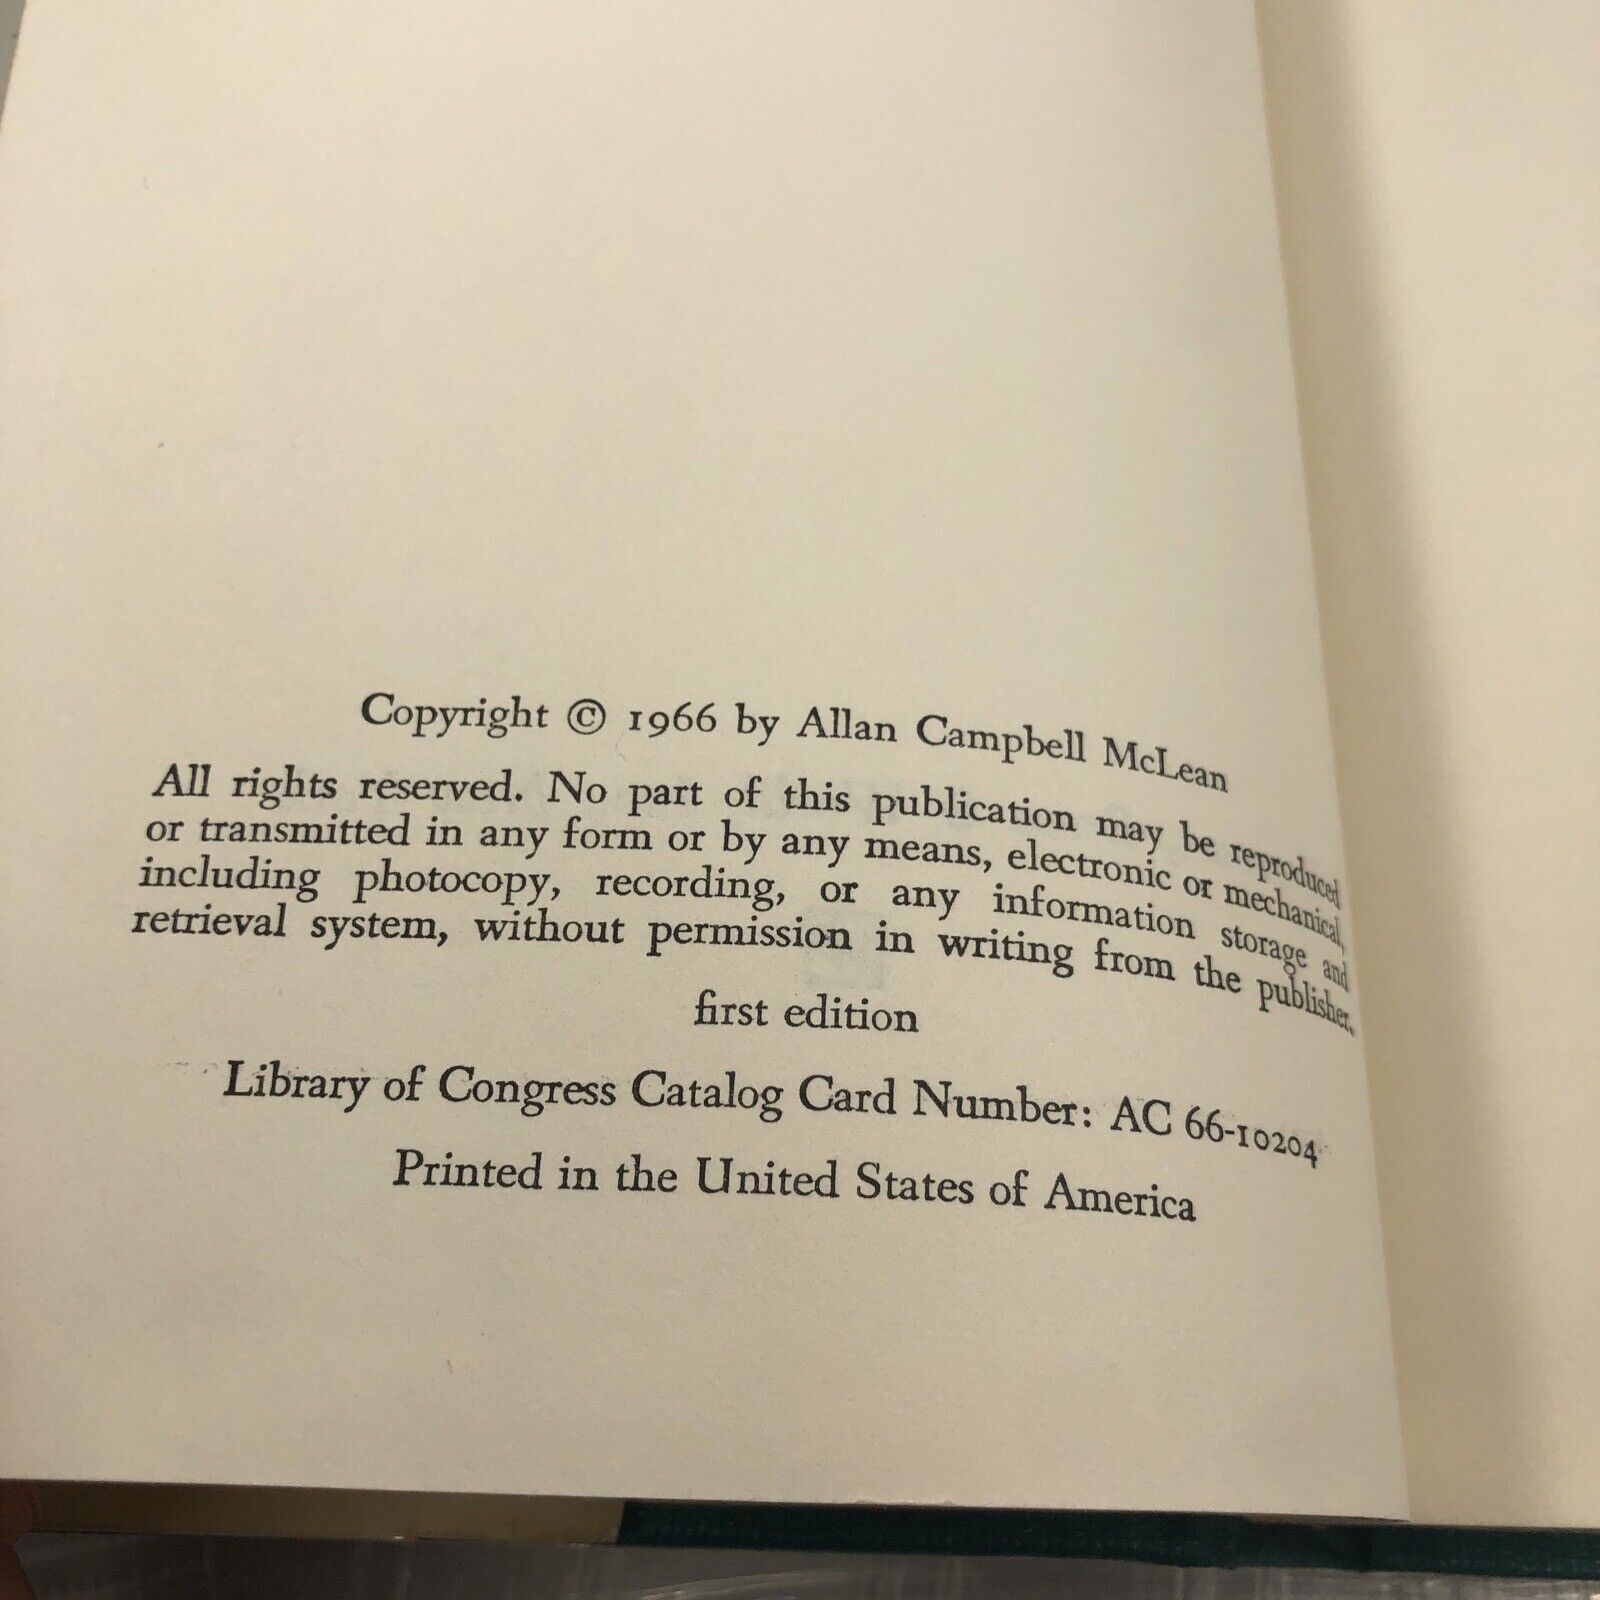 Copyright © 1966 by Allan Campbell McLean
All rights reserved. No part of this publication may be reproduced
or transmitted in any form or by any means, electronic or mechanical,
including photocopy, recording, or any information storage and
retrieval system, without permission in writing from the publisher.
first edition
Library of Congress Catalog Card Number: AC 66-10204
Printed in the United States of America